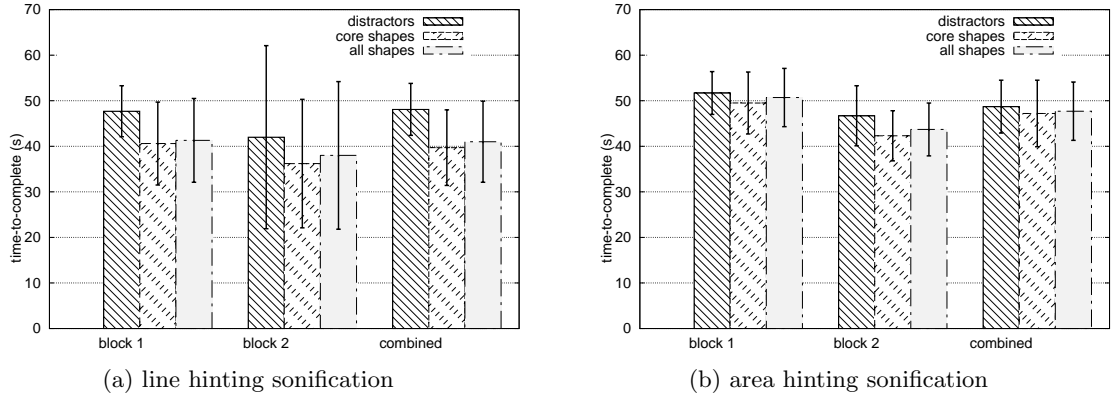 70
60
50
40
30
20
10
0
time-to-complete (s)
distractors
core shapes
all shapes
block 1 block 2 combined
(a) line hinting sonification
70
60
50
40
30
20
10
0
time-to-complete (s)
distractors
core shapes
all shapes
block 1 block 2 combined
(b) area hinting sonification